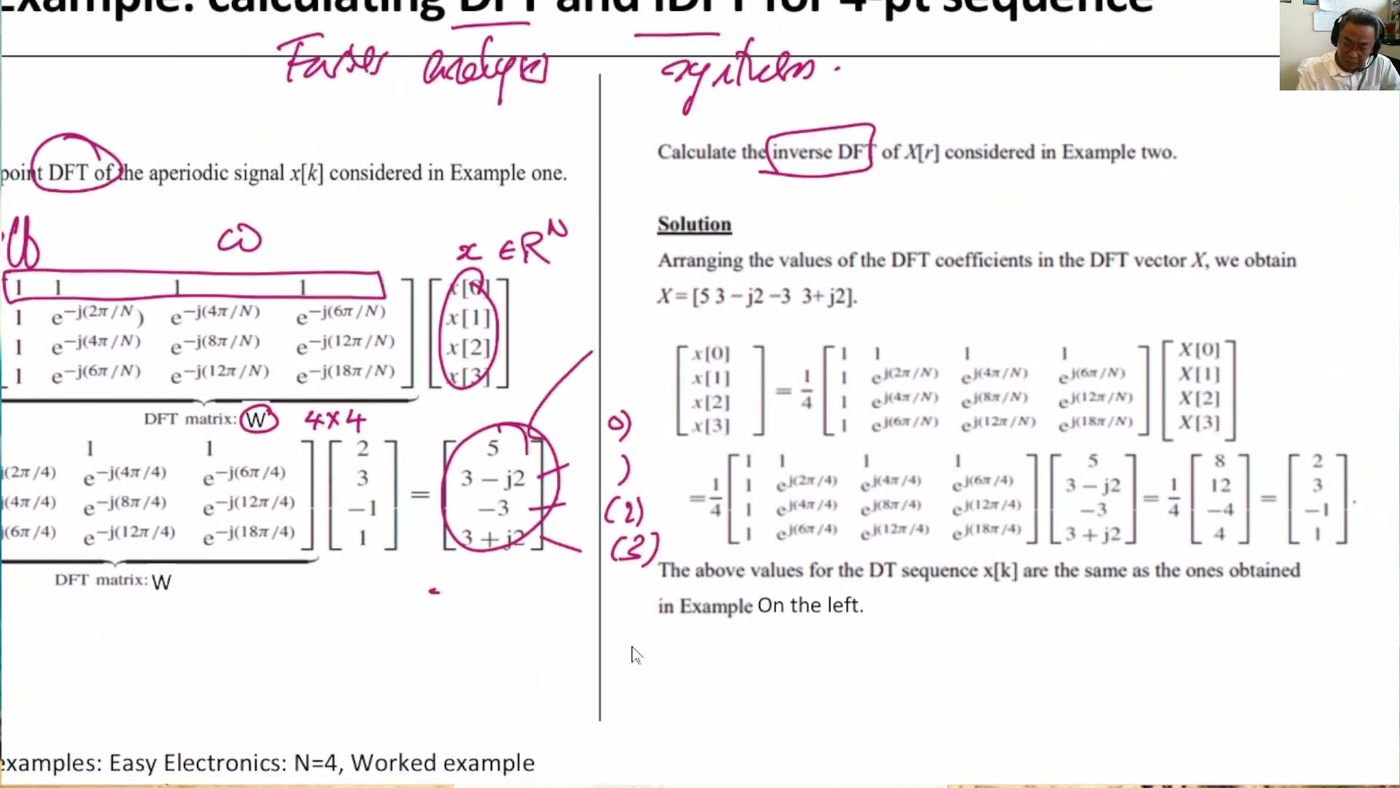 Example: calculating DFT and IDFT for 4-pt sequence
synthesis.
point DFT of the aperiodic signal x[k] considered in Example one.
x ∈ R^N
1 1 1 1 x[0]
1 e^-j(2π/N) e^-j(4π/N) e^-j(6π/N) x[1]
1 e^-j(4π/N) e^-j(8π/N) e^-j(12π/N) x[2]
1 e^-j(6π/N) e^-j(12π/N) e^-j(18π/N) x[3]
DFT matrix: W 4×4
1 1 2 5 0)
j(2π/4) e^-j(4π/4) e^-j(6π/4) 3 3 − j2 )
j(4π/4) e^-j(8π/4) e^-j(12π/4) −1 = −3 (2)
j(6π/4) e^-j(12π/4) e^-j(18π/4) 1 3 + j2 (3)
DFT matrix: W
examples: Easy Electronics: N=4, Worked example
Calculate the inverse DFT of X[r] considered in Example two.
Solution
Arranging the values of the DFT coefficients in the DFT vector X, we obtain
X = [5 3 − j2 −3 3+ j2].
x[0] 1 1 1 1 X[0]
x[1] = 1/4 1 e^j(2π/N) e^j(4π/N) e^j(6π/N) X[1]
x[2] 1 e^j(4π/N) e^j(8π/N) e^j(12π/N) X[2]
x[3] 1 e^j(6π/N) e^j(12π/N) e^j(18π/N) X[3]
1 1 1 1 5 8 2
= 1/4 1 e^j(2π/4) e^j(4π/4) e^j(6π/4) 3 − j2 = 1/4 12 = 3
1 e^j(4π/4) e^j(8π/4) e^j(12π/4) −3 −4 −1
1 e^j(6π/4) e^j(12π/4) e^j(18π/4) 3 + j2 4 1 .
The above values for the DT sequence x[k] are the same as the ones obtained
in Example On the left.